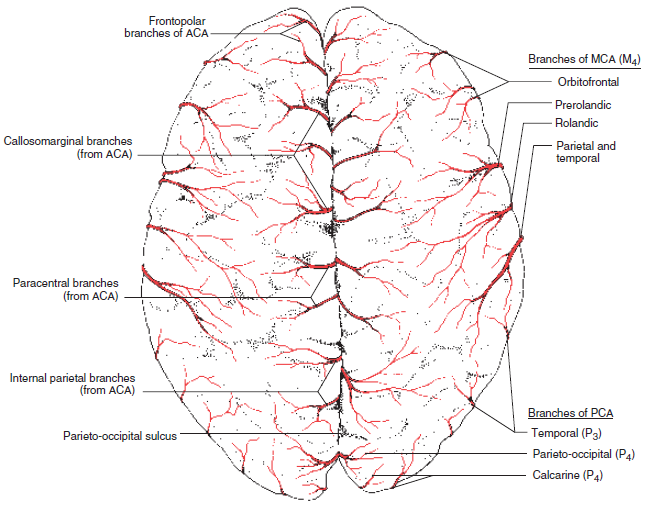 Frontopolar
branches of ACA
Callosomarginal branches
(from ACA)
Paracentral branches
(from ACA)
Internal parietal branches
(from ACA)
Parieto-occipital sulcus
Branches of MCA (M4)
Orbitofrontal
Prerolandic
Rolandic
Parietal and
temporal
Branches of PCA
Temporal (P3)
Parieto-occipital (P4)
Calcarine (P4)